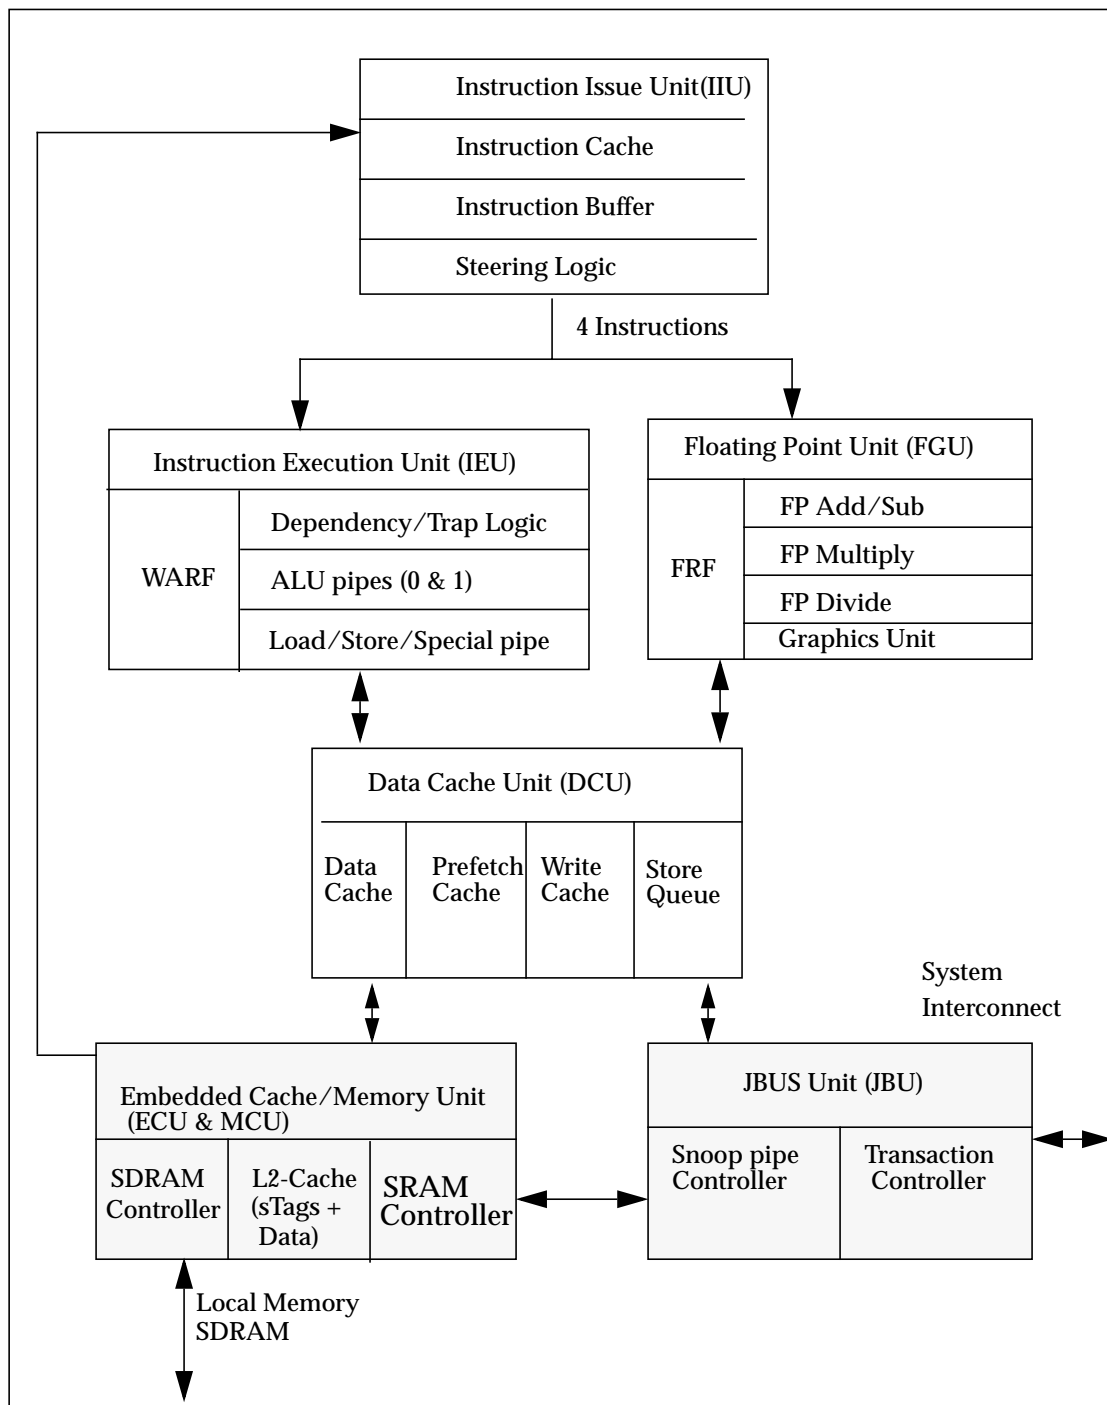 Instruction Issue Unit(IIU)
Instruction Cache
Instruction Buffer
Steering Logic
4 Instructions
Instruction Execution Unit (IEU)
WARF
Dependency/Trap Logic
ALU pipes (0 & 1)
Load/Store/Special pipe
Floating Point Unit (FGU)
FRF
FP Add/Sub
FP Multiply
FP Divide
Graphics Unit
Data Cache Unit (DCU)
Data
Cache
Prefetch
Cache
Write
Cache
Store
Queue
System
Interconnect
Embedded Cache/Memory Unit
(ECU & MCU)
SDRAM
Controller
L2-Cache
(sTags +
Data)
SRAM
Controller
JBUS Unit (JBU)
Snoop pipe
Controller
Transaction
Controller
Local Memory
SDRAM